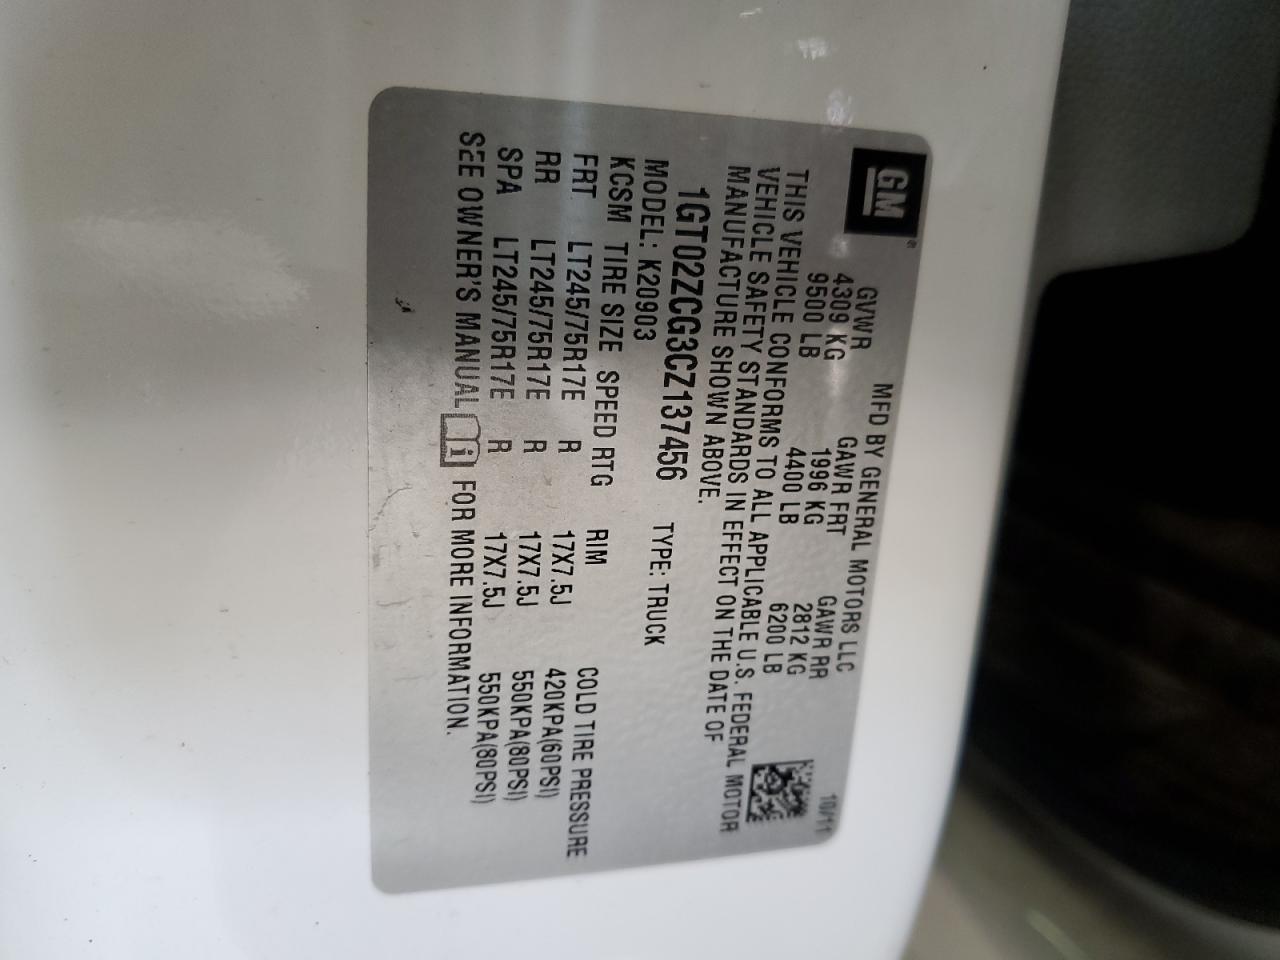 GM®
MFD BY GENERAL MOTORS LLC 10/11
GVWR GAWR FRT GAWR RR
4309 KG 1996 KG 2812 KG
9500 LB 4400 LB 6200 LB
THIS VEHICLE CONFORMS TO ALL APPLICABLE U.S. FEDERAL MOTOR
VEHICLE SAFETY STANDARDS IN EFFECT ON THE DATE OF
MANUFACTURE SHOWN ABOVE.
1GT02ZCG3CZ137456 TYPE: TRUCK
MODEL: K20903
KCSM TIRE SIZE SPEED RTG RIM COLD TIRE PRESSURE
FRT LT245/75R17E R 17X7.5J 420KPA(60PSI)
RR LT245/75R17E R 17X7.5J 550KPA(80PSI)
SPA LT245/75R17E R 17X7.5J 550KPA(80PSI)
SEE OWNER'S MANUAL i FOR MORE INFORMATION.